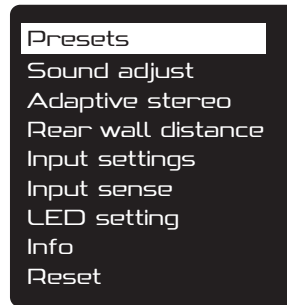 Presets
Sound adjust
Adaptive stereo
Rear wall distance
Input settings
Input sense
LED setting
Info
Reset